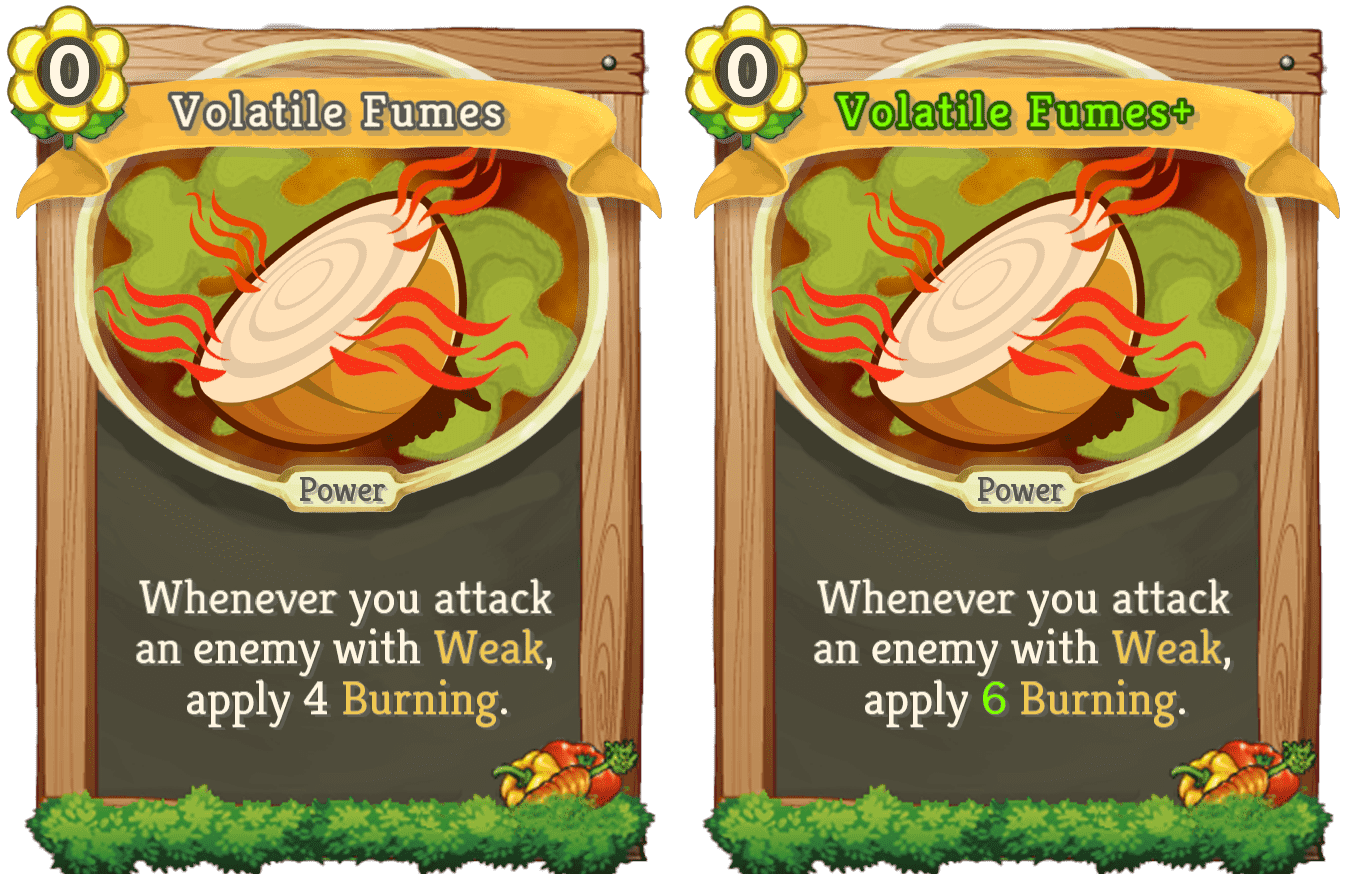 0
Volatile Fumes
Power
Whenever you attack
an enemy with Weak,
apply 4 Burning.
0
Volatile Fumes+
Power
Whenever you attack
an enemy with Weak,
apply 6 Burning.